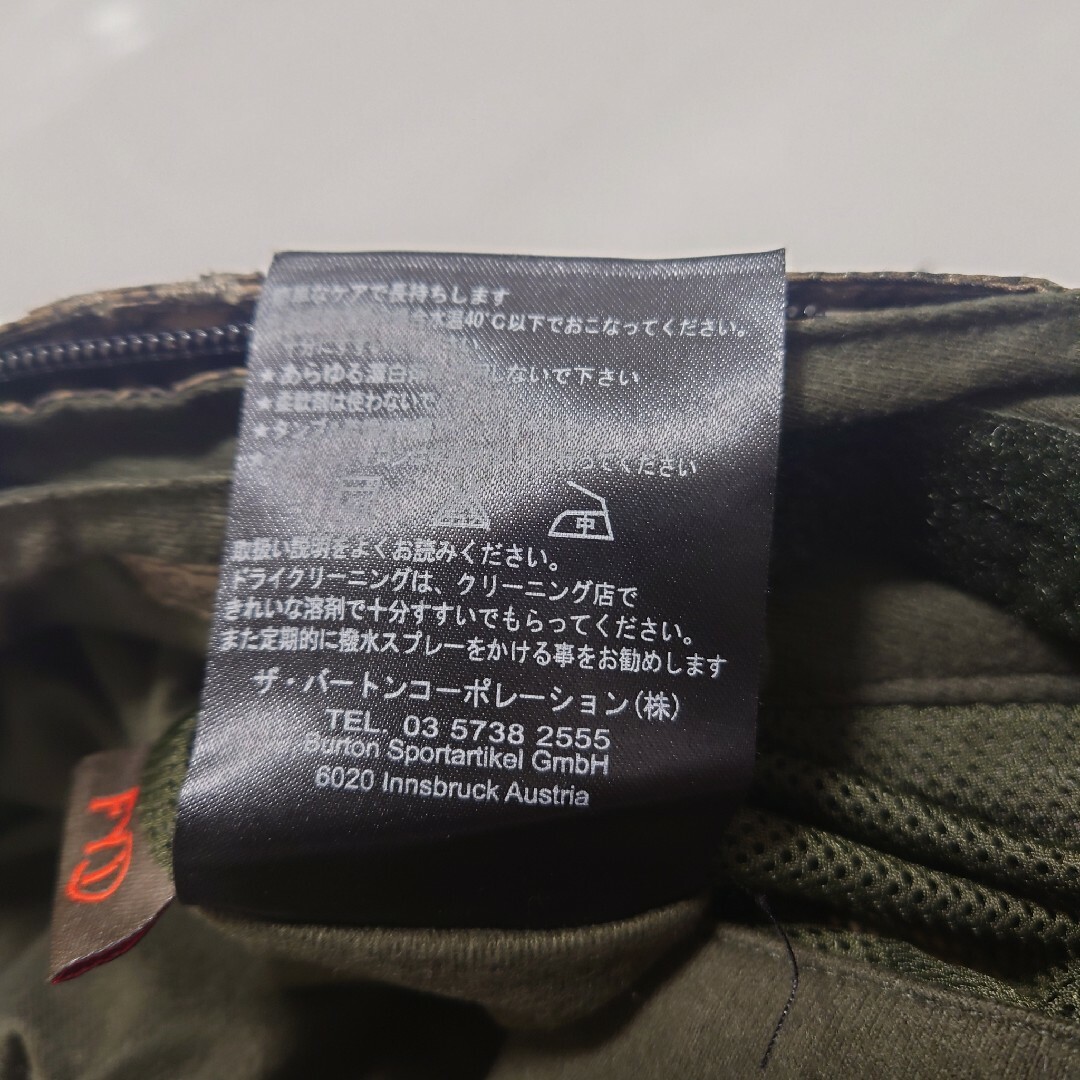 なケアで長持ちします
水温40℃以下でおこなってください。
★あらゆる漂白 しないで下さい
★柔軟剤は使わないで
★タンブ
★ ってください
中
取扱い説明をよくお読みください。
ドライクリーニングは、クリーニング店で
きれいな溶剤で十分すすいでもらってください。
また定期的に撥水スプレーをかける事をお勧めします
ザ・バートンコーポレーション(株)
TEL. 03 5738 2555
Burton Sportartikel GmbH
6020 Innsbruck Austria